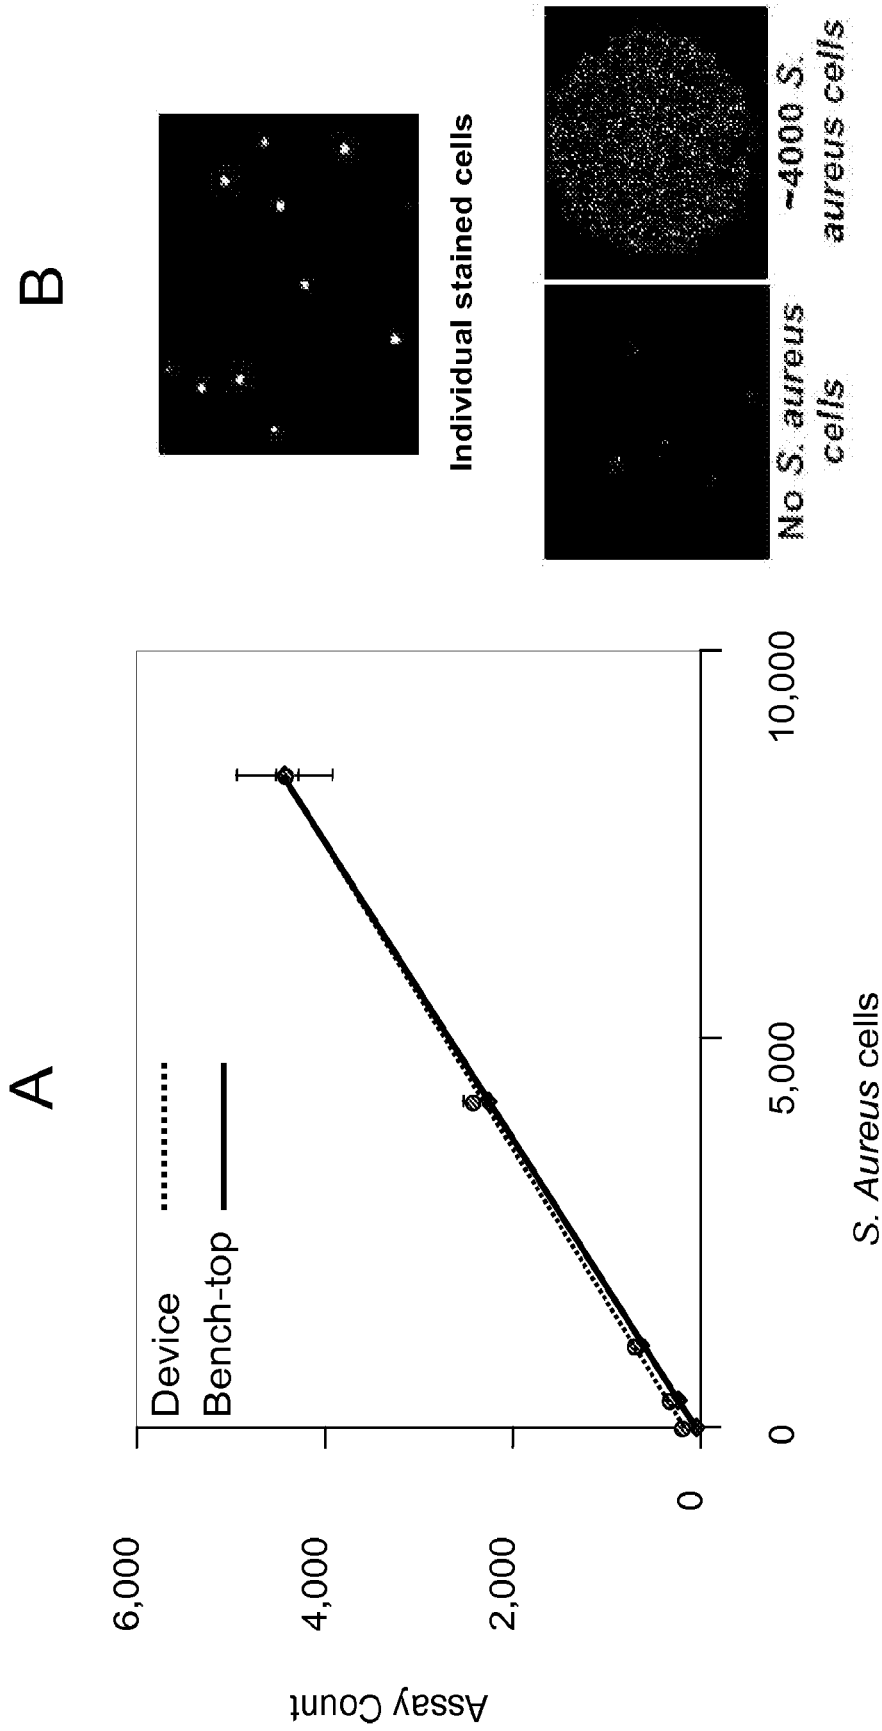 A
Device
Bench-top
6,000
4,000
2,000
0
Assay Count
0
5,000
10,000
S. Aureus cells
B
Individual stained cells
No S. aureus
cells
~4000 S.
aureus cells